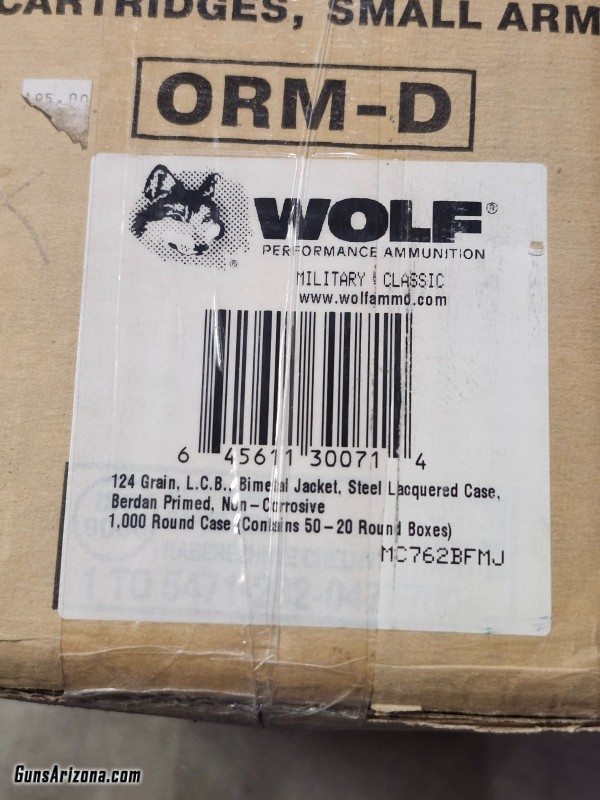 CARTRIDGES, SMALL ARM
ORM-D
WOLF®
PERFORMANCE AMMUNITION
®
MILITARY CLASSIC
www.wolfammo.com
6 45611 30071 4
124 Grain, L.C.B., Bimetal Jacket, Steel Lacquered Case,
Berdan Primed, Non-Corrosive
1,000 Round Case (Contains 50-20 Round Boxes)
MC762BFMJ
GunsArizona.com